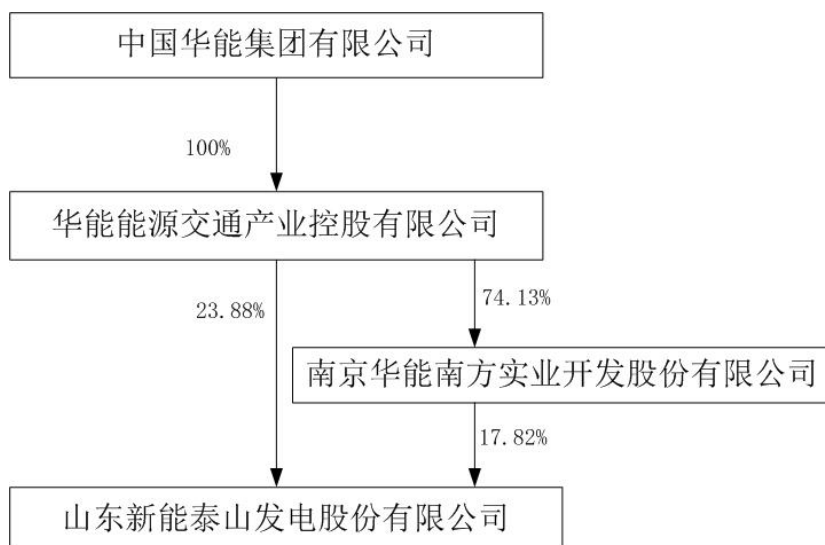 中国华能集团有限公司
100%
华能能源交通产业控股有限公司
23.88%
74.13%
南京华能南方实业开发股份有限公司
17.82%
山东新能泰山发电股份有限公司